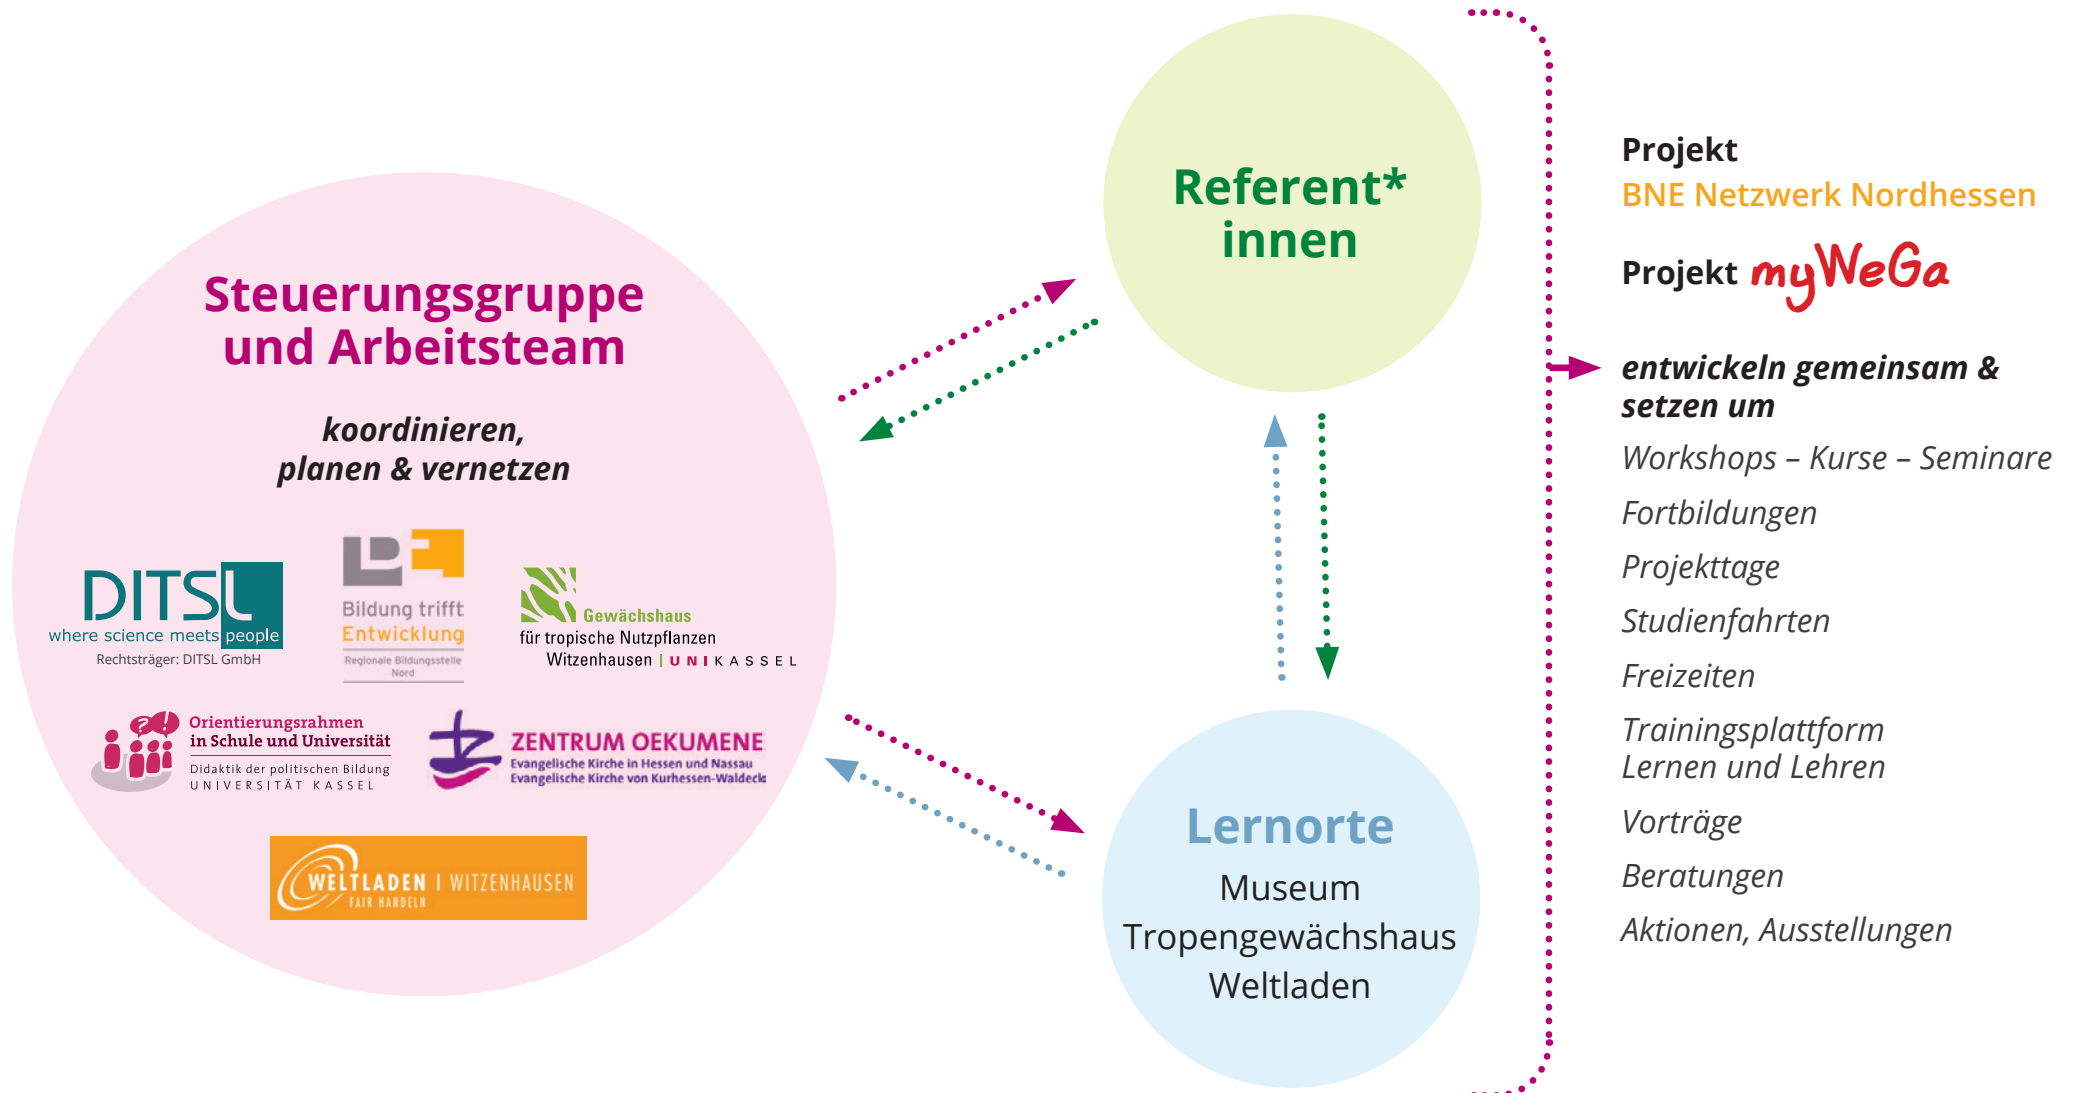 Steuerungsgruppe
und Arbeitsteam
koordinieren,
planen & vernetzen
DITSL
where science meets people
Rechtsträger: DITSL GmbH
Bildung trifft
Entwicklung
Regionale Bildungsstelle
Nord
Gewächshaus
für tropische Nutzpflanzen
Witzenhausen | UNIKASSEL
?!
Orientierungsrahmen
in Schule und Universität
Didaktik der politischen Bildung
UNIVERSITÄT KASSEL
ZENTRUM OEKUMENE
Evangelische Kirche in Hessen und Nassau
Evangelische Kirche von Kurhessen-Waldeck
WELTLADEN | WITZENHAUSEN
FAIR HANDELN
Referent*
innen
Lernorte
Museum
Tropengewächshaus
Weltladen
Projekt
BNE Netzwerk Nordhessen
Projekt myWeGa
entwickeln gemeinsam &
setzen um
Workshops – Kurse – Seminare
Fortbildungen
Projekttage
Studienfahrten
Freizeiten
Trainingsplattform
Lernen und Lehren
Vorträge
Beratungen
Aktionen, Ausstellungen